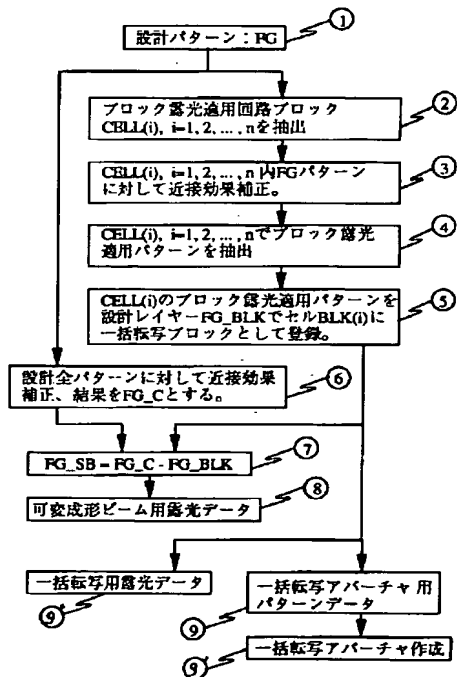 設計パターン：FG
①
ブロック露光適用回路ブロック
CELL(i), i=1, 2, ... , nを抽出
②
CELL(i), i=1, 2, ... , n 内FGパターン
に対して近接効果補正。
③
CELL(i), i=1, 2, ... , nでブロック露光
適用パターンを抽出
④
CELL(i)のブロック露光適用パターンを
設計レイヤーFG_BLKでセルBLK(i)に
一括転写ブロックとして登録。
⑤
設計全パターンに対して近接効果
補正、結果をFG_Cとする。
⑥
FG_SB = FG_C - FG_BLK
⑦
可変成形ビーム用露光データ
⑧
一括転写用露光データ
⑨'
一括転写アパーチャ用
パターンデータ
⑨
一括転写アパーチャ作成
⑨'